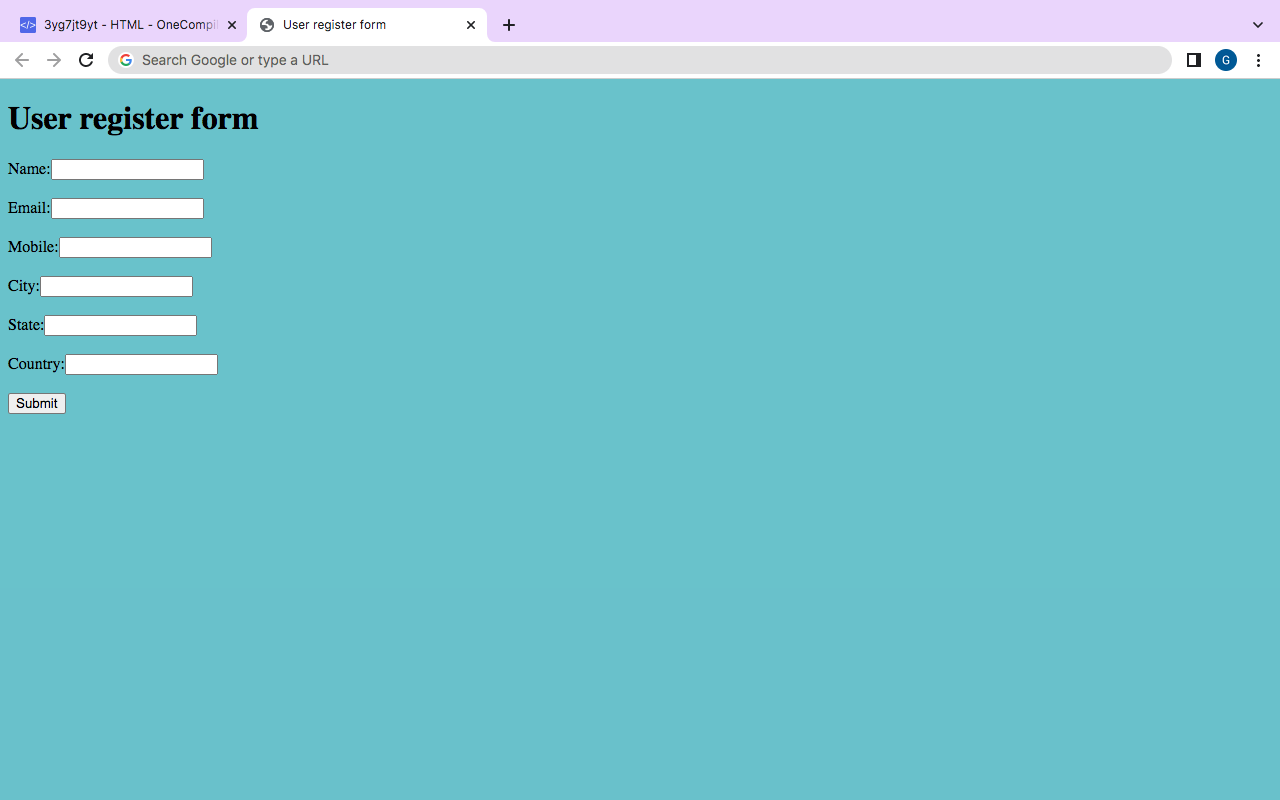 3yg7jt9yt - HTML - OneCompil
User register form
Search Google or type a URL
G
User register form
Name:
Email:
Mobile:
City:
State:
Country:
Submit